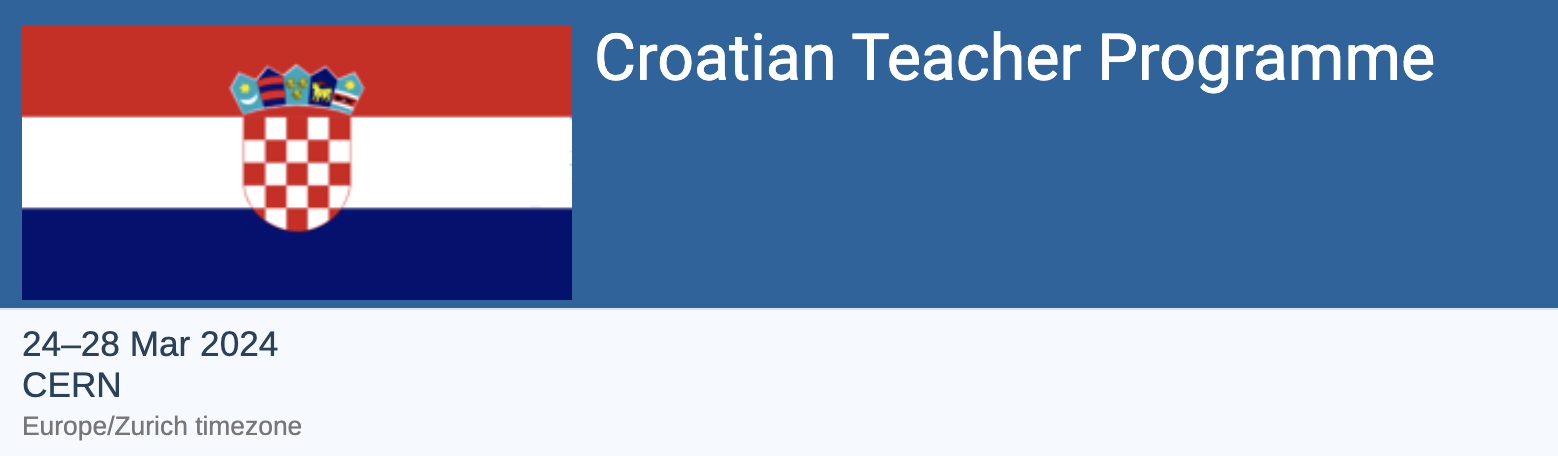 Croatian Teacher Programme
24–28 Mar 2024
CERN
Europe/Zurich timezone